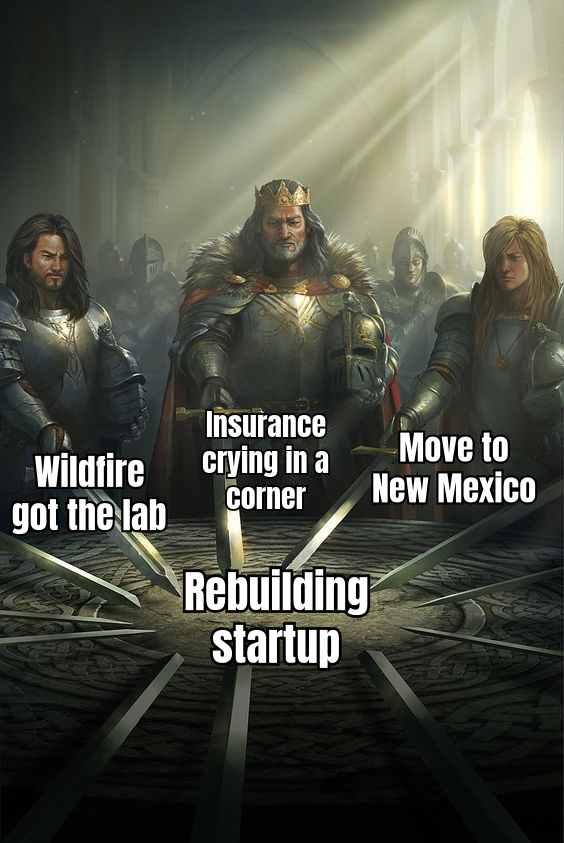 Wildfire
got the lab
Insurance
crying in a
corner
Move to
New Mexico
Rebuilding
startup